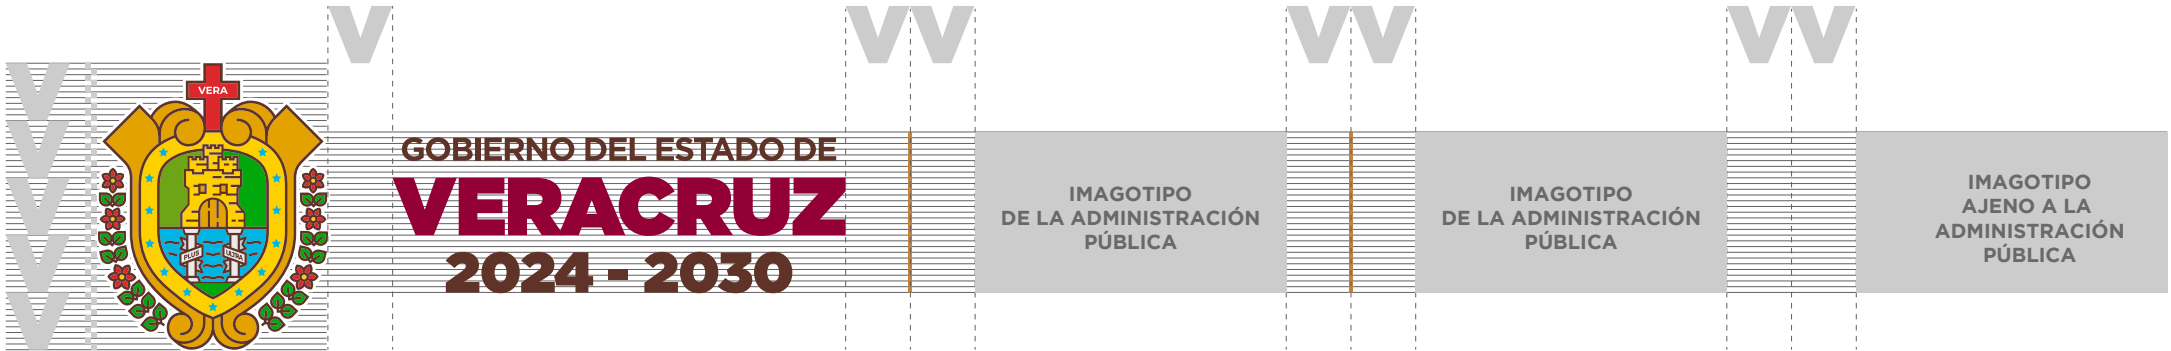 V
V V
V V
V V
V
V
V
V
V
VERA
PLUS
ULTRA
GOBIERNO DEL ESTADO DE
VERACRUZ
2024 - 2030
IMAGOTIPO
DE LA ADMINISTRACIÓN
PÚBLICA
IMAGOTIPO
DE LA ADMINISTRACIÓN
PÚBLICA
IMAGOTIPO
AJENO A LA
ADMINISTRACIÓN
PÚBLICA